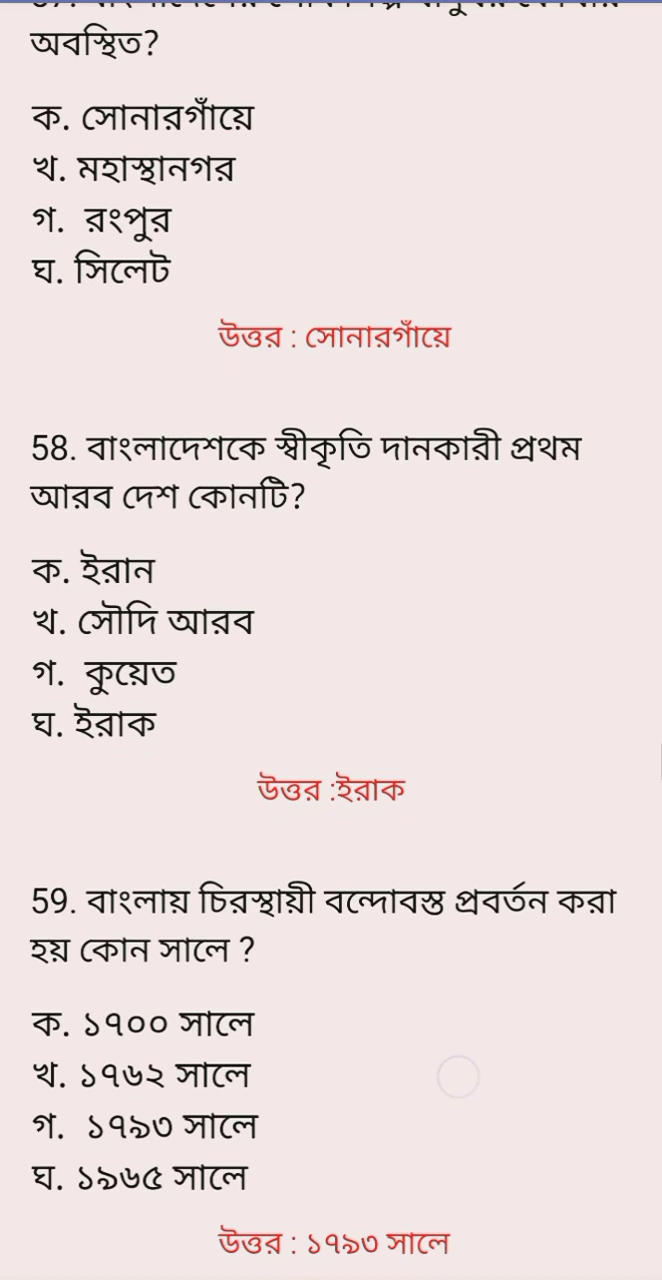 অবস্থিত?
ক. সোনারগাঁয়ে
খ. মহাস্থানগর
গ. রংপুর
ঘ. সিলেট
উত্তর : সোনারগাঁয়ে
58. বাংলাদেশকে স্বীকৃতি দানকারী প্রথম
আরব দেশ কোনটি?
ক. ইরান
খ. সৌদি আরব
গ. কুয়েত
ঘ. ইরাক
উত্তর :ইরাক
59. বাংলায় চিরস্থায়ী বন্দোবস্ত প্রবর্তন করা
হয় কোন সালে ?
ক. ১৭০০ সালে
খ. ১৭৬২ সালে
গ. ১৭৯৩ সালে
ঘ. ১৯৬৫ সালে
উত্তর : ১৭৯৩ সালে